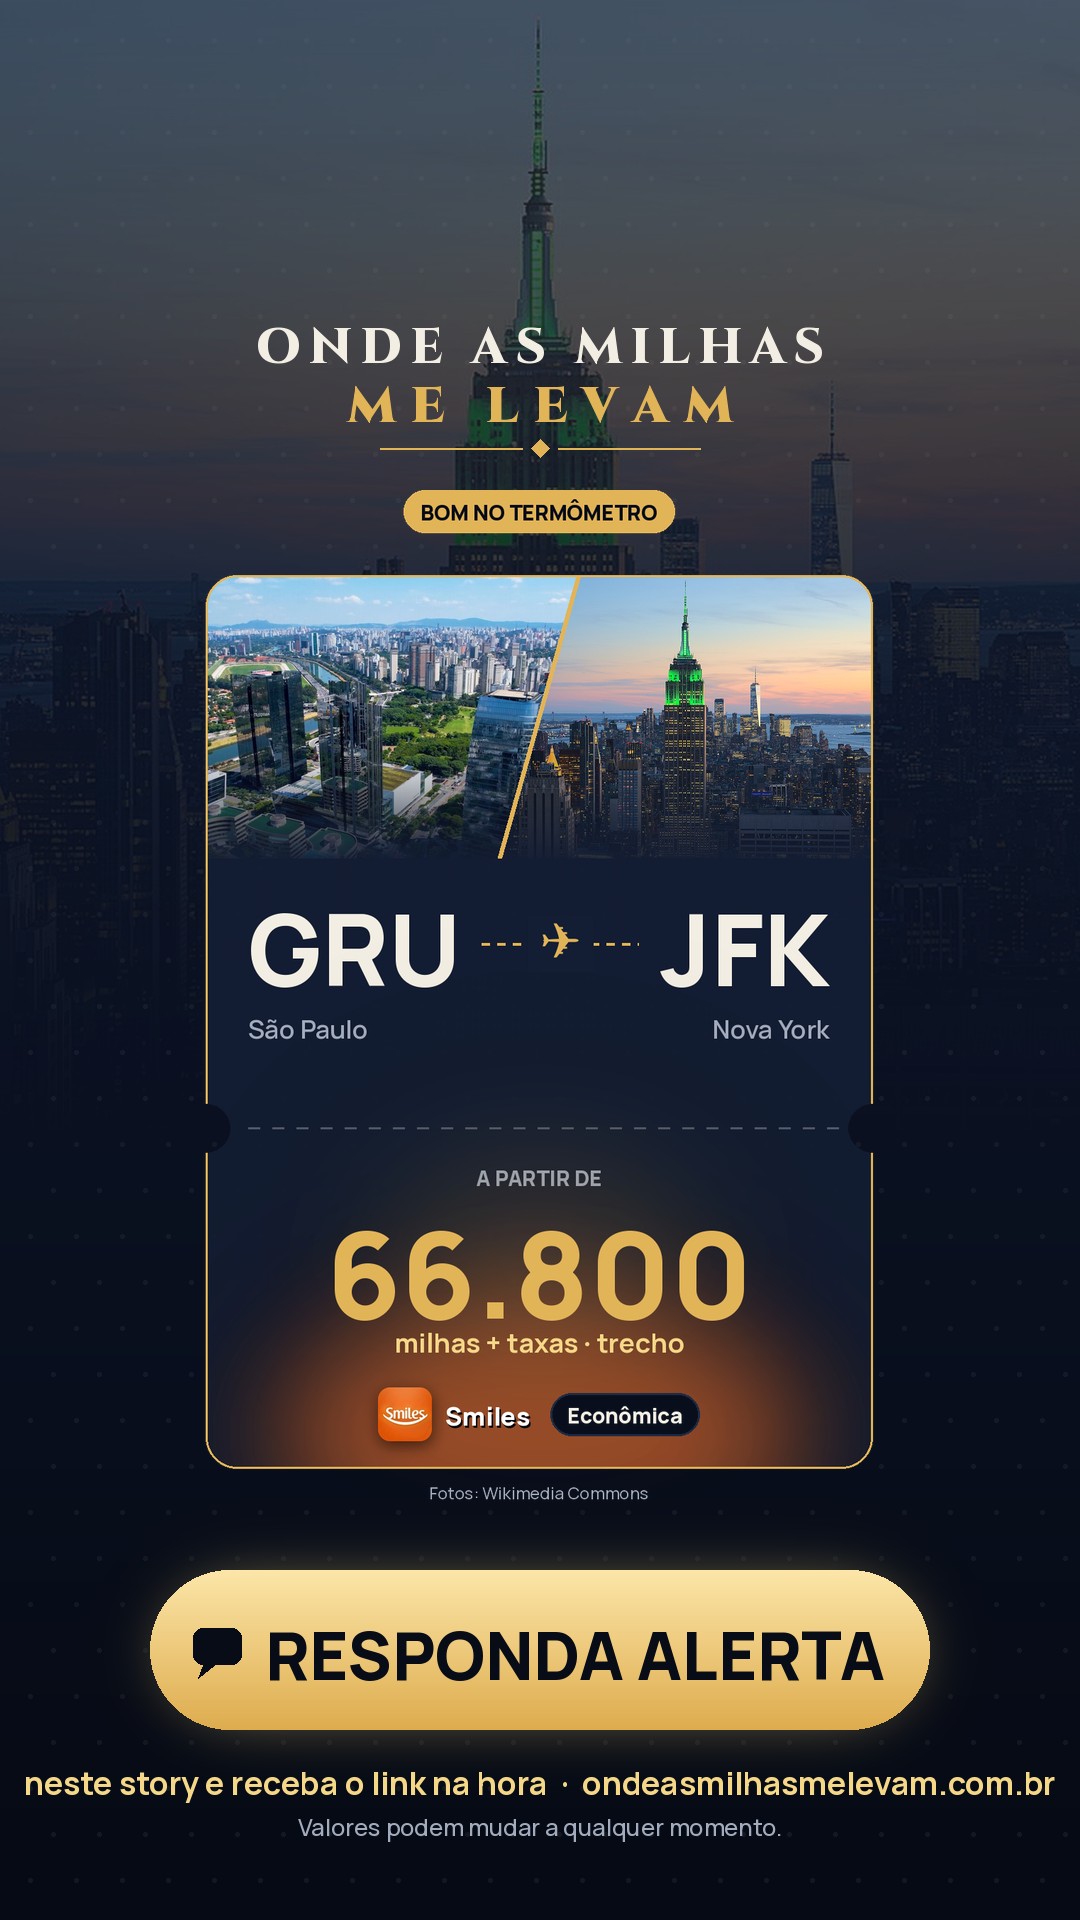 ONDE AS MILHAS
ME LEVAM
BOM NO TERMÔMETRO
GRU ✈ JFK
São Paulo Nova York
A PARTIR DE
66.800
milhas + taxas · trecho
Smiles Smiles Econômica
Fotos: Wikimedia Commons
RESPONDA ALERTA
neste story e receba o link na hora · ondeasmilhasmelevam.com.br
Valores podem mudar a qualquer momento.